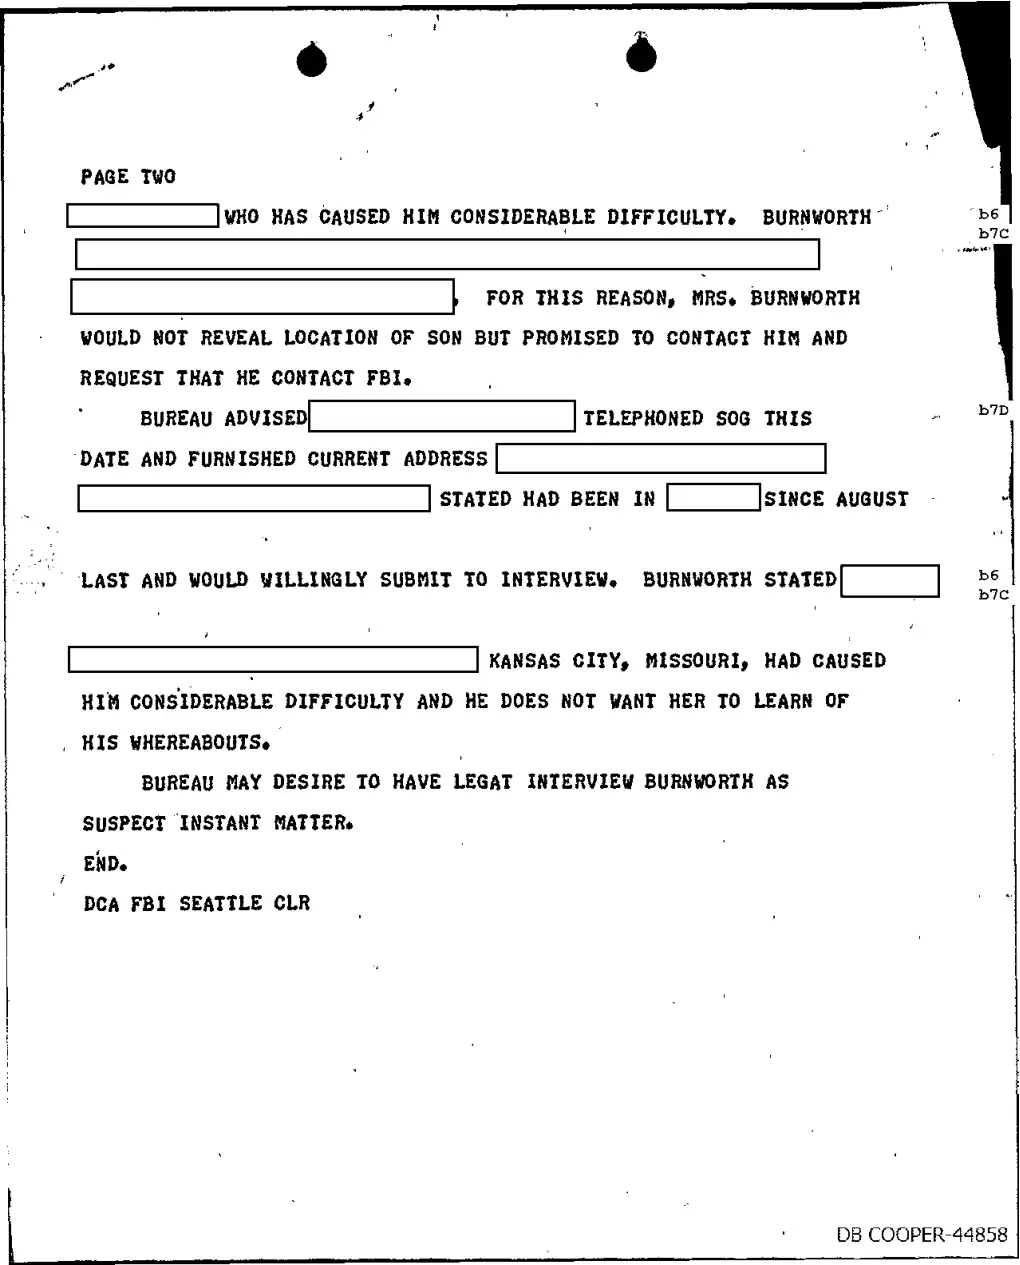 PAGE TWO
WHO HAS CAUSED HIM CONSIDERABLE DIFFICULTY. BURNWORTH
b6
b7C
, FOR THIS REASON, MRS. BURNWORTH
WOULD NOT REVEAL LOCATION OF SON BUT PROMISED TO CONTACT HIM AND
REQUEST THAT HE CONTACT FBI.
BUREAU ADVISED TELEPHONED SOG THIS
b7D
DATE AND FURNISHED CURRENT ADDRESS
STATED HAD BEEN IN SINCE AUGUST
LAST AND WOULD WILLINGLY SUBMIT TO INTERVIEW. BURNWORTH STATED
b6
b7C
KANSAS CITY, MISSOURI, HAD CAUSED
HIM CONSIDERABLE DIFFICULTY AND HE DOES NOT WANT HER TO LEARN OF
HIS WHEREABOUTS.
BUREAU MAY DESIRE TO HAVE LEGAT INTERVIEW BURNWORTH AS
SUSPECT INSTANT MATTER.
END.
DCA FBI SEATTLE CLR
DB COOPER-44858